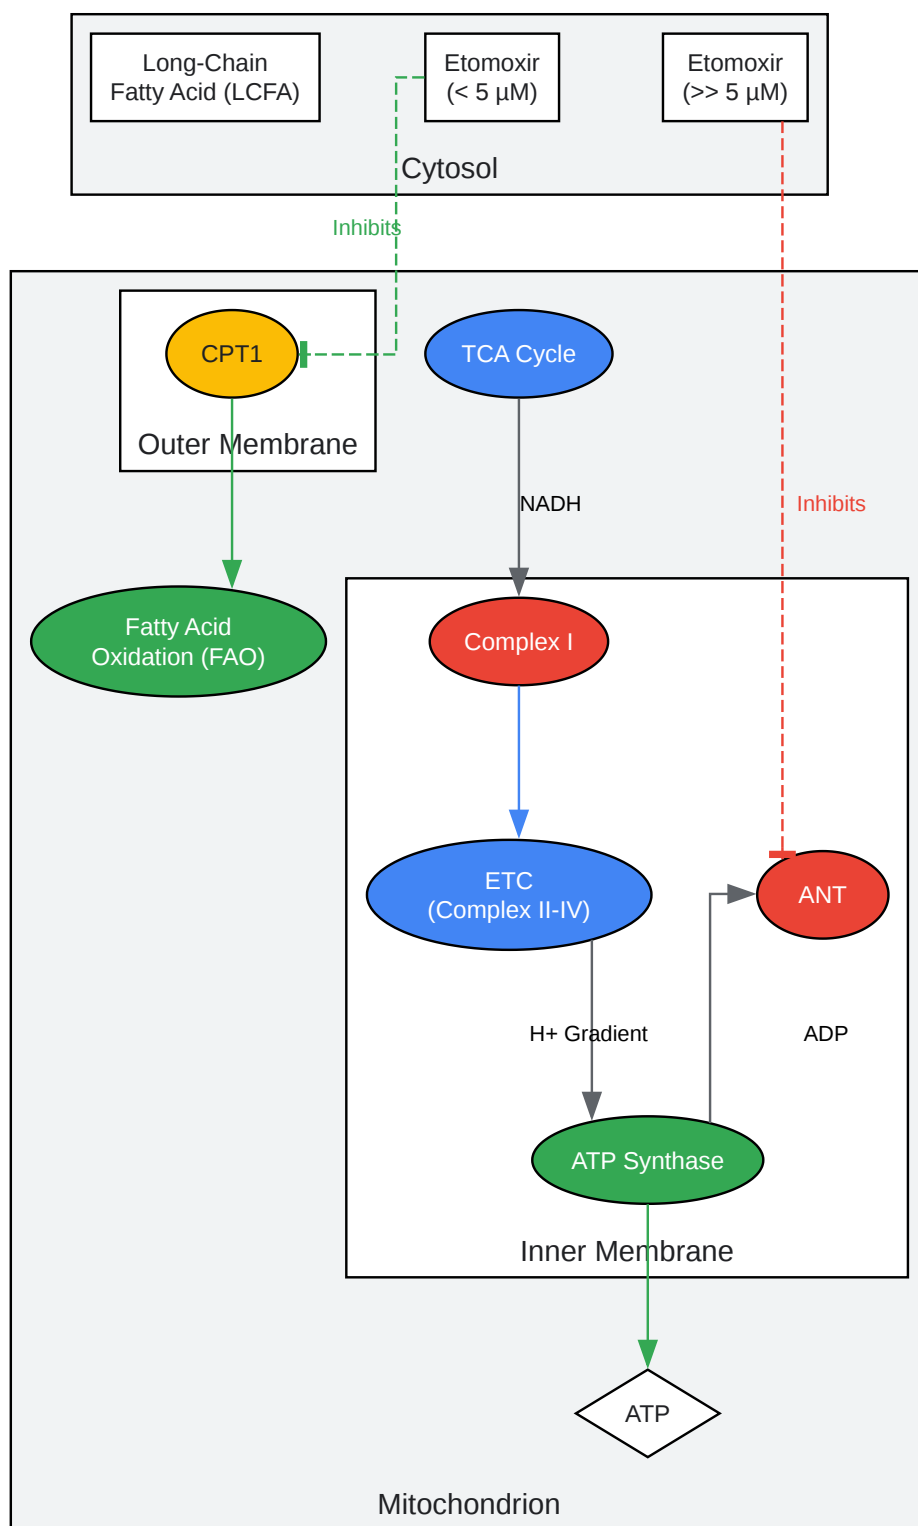 Long-Chain
Fatty Acid (LCFA)
Etomoxir
(< 5 µM)
Etomoxir
(>> 5 µM)
Cytosol
Inhibits
CPT1
TCA Cycle
Outer Membrane
NADH
Inhibits
Fatty Acid
Oxidation (FAO)
Complex I
ETC
(Complex II-IV)
ANT
H+ Gradient
ADP
ATP Synthase
Inner Membrane
ATP
Mitochondrion